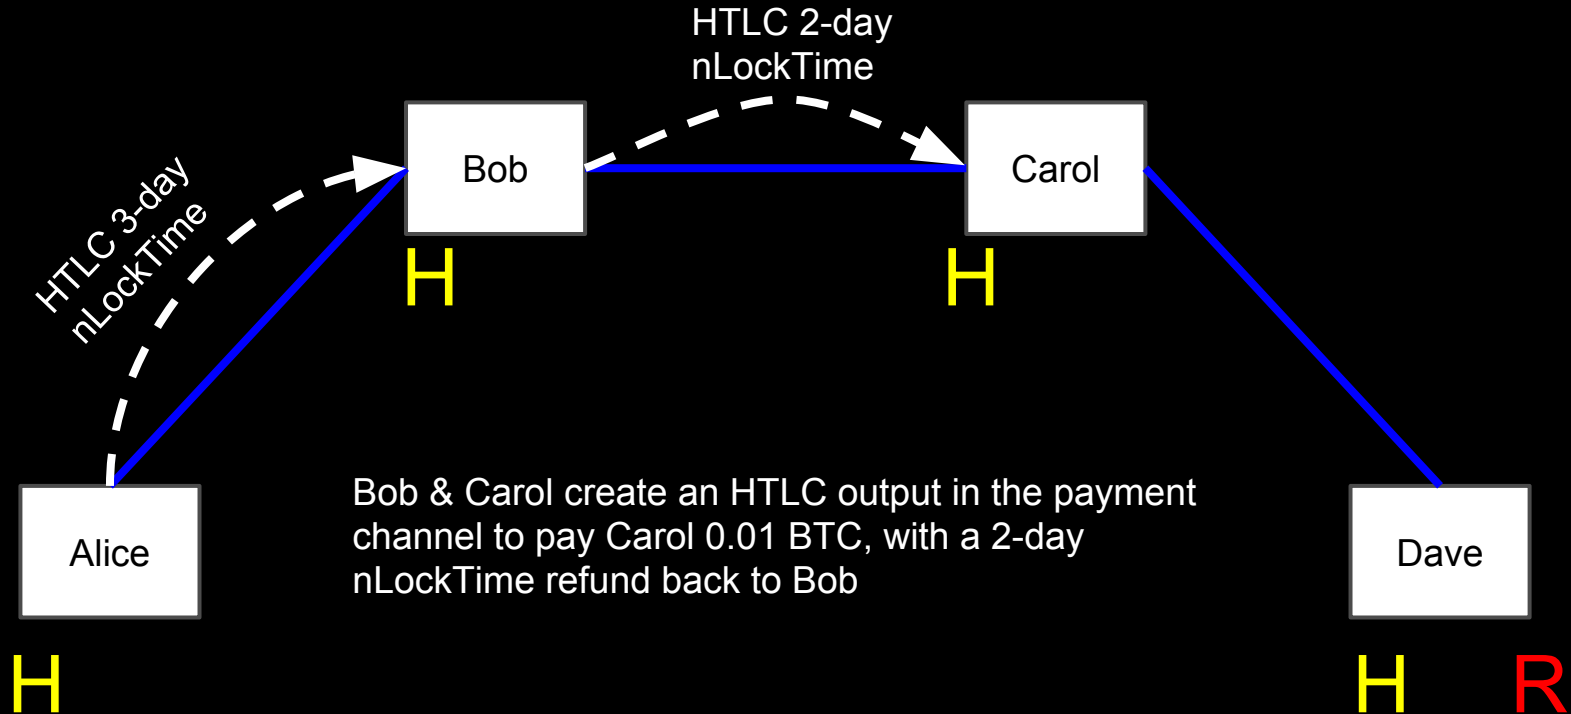 HTLC 2-day
nLockTime
HTLC 3-day
nLockTime
Bob
Carol
H
H
Bob & Carol create an HTLC output in the payment
channel to pay Carol 0.01 BTC, with a 2-day
nLockTime refund back to Bob
Alice
Dave
H
H
R